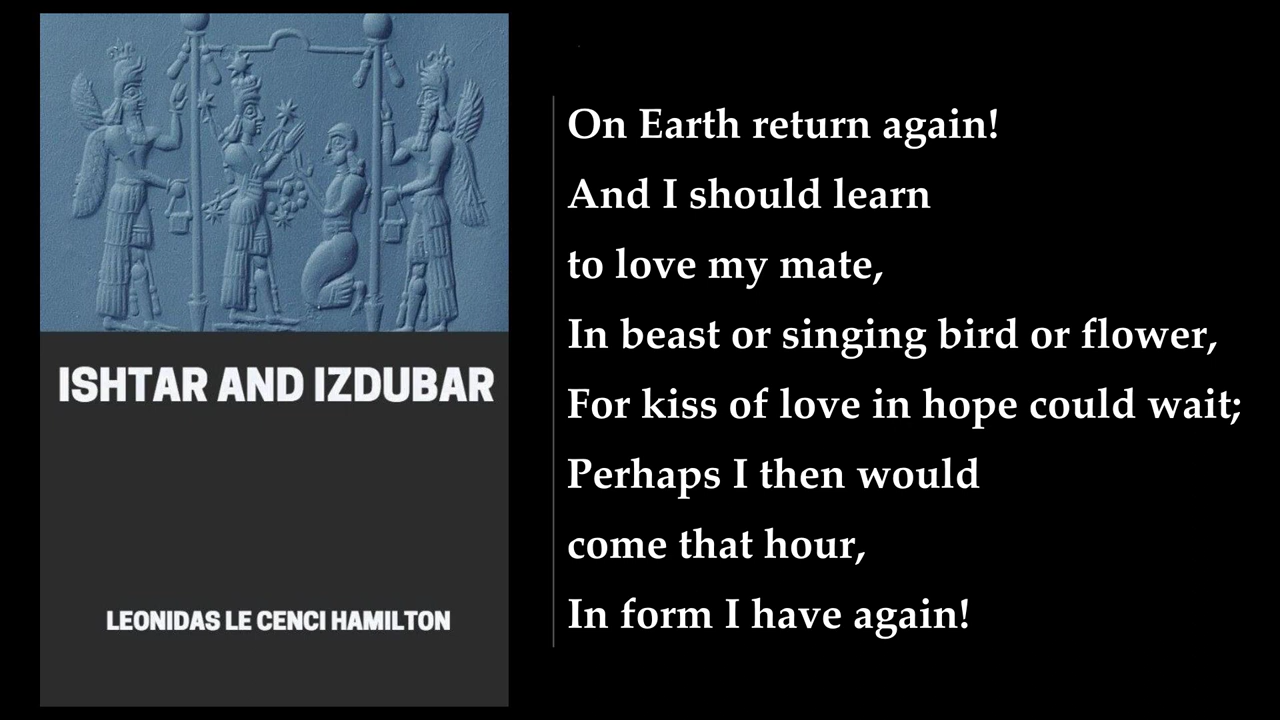 ISHTAR AND IZDUBAR
LEONIDAS LE CENCI HAMILTON
On Earth return again!
And I should learn
to love my mate,
In beast or singing bird or flower,
For kiss of love in hope could wait;
Perhaps I then would
come that hour,
In form I have again!